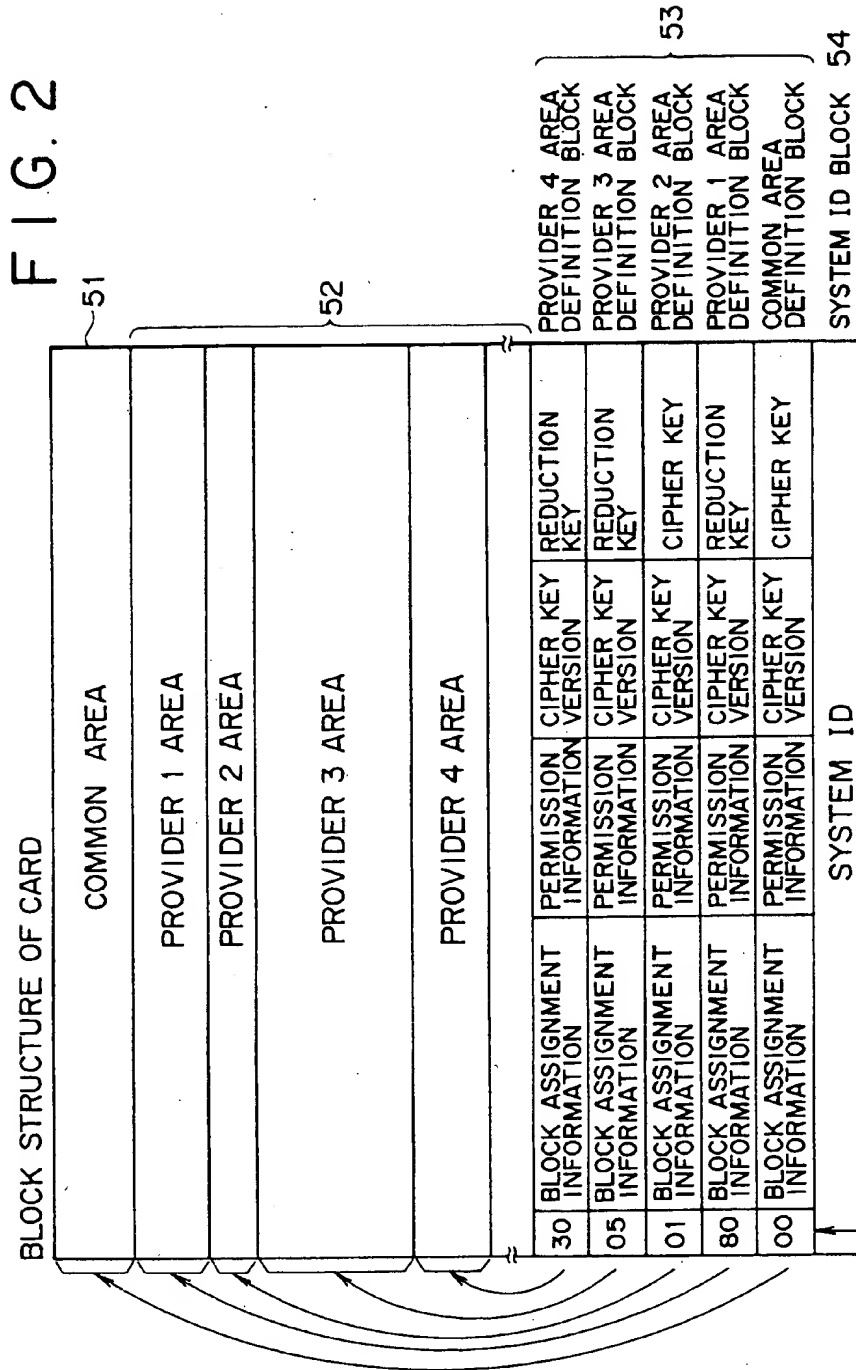 FIG. 2
BLOCK STRUCTURE OF CARD
COMMON AREA
51
PROVIDER 1 AREA
PROVIDER 2 AREA
PROVIDER 3 AREA
PROVIDER 4 AREA
52
30
BLOCK ASSIGNMENT
INFORMATION
PERMISSION
INFORMATION
CIPHER KEY
VERSION
REDUCTION
KEY
PROVIDER 4 AREA
DEFINITION BLOCK
05
BLOCK ASSIGNMENT
INFORMATION
PERMISSION
INFORMATION
CIPHER KEY
VERSION
REDUCTION
KEY
PROVIDER 3 AREA
DEFINITION BLOCK
01
BLOCK ASSIGNMENT
INFORMATION
PERMISSION
INFORMATION
CIPHER KEY
VERSION
CIPHER KEY
PROVIDER 2 AREA
DEFINITION BLOCK
80
BLOCK ASSIGNMENT
INFORMATION
PERMISSION
INFORMATION
CIPHER KEY
VERSION
REDUCTION
KEY
PROVIDER 1 AREA
DEFINITION BLOCK
00
BLOCK ASSIGNMENT
INFORMATION
PERMISSION
INFORMATION
CIPHER KEY
VERSION
CIPHER KEY
COMMON AREA
DEFINITION BLOCK
53
SYSTEM ID
SYSTEM ID BLOCK 54